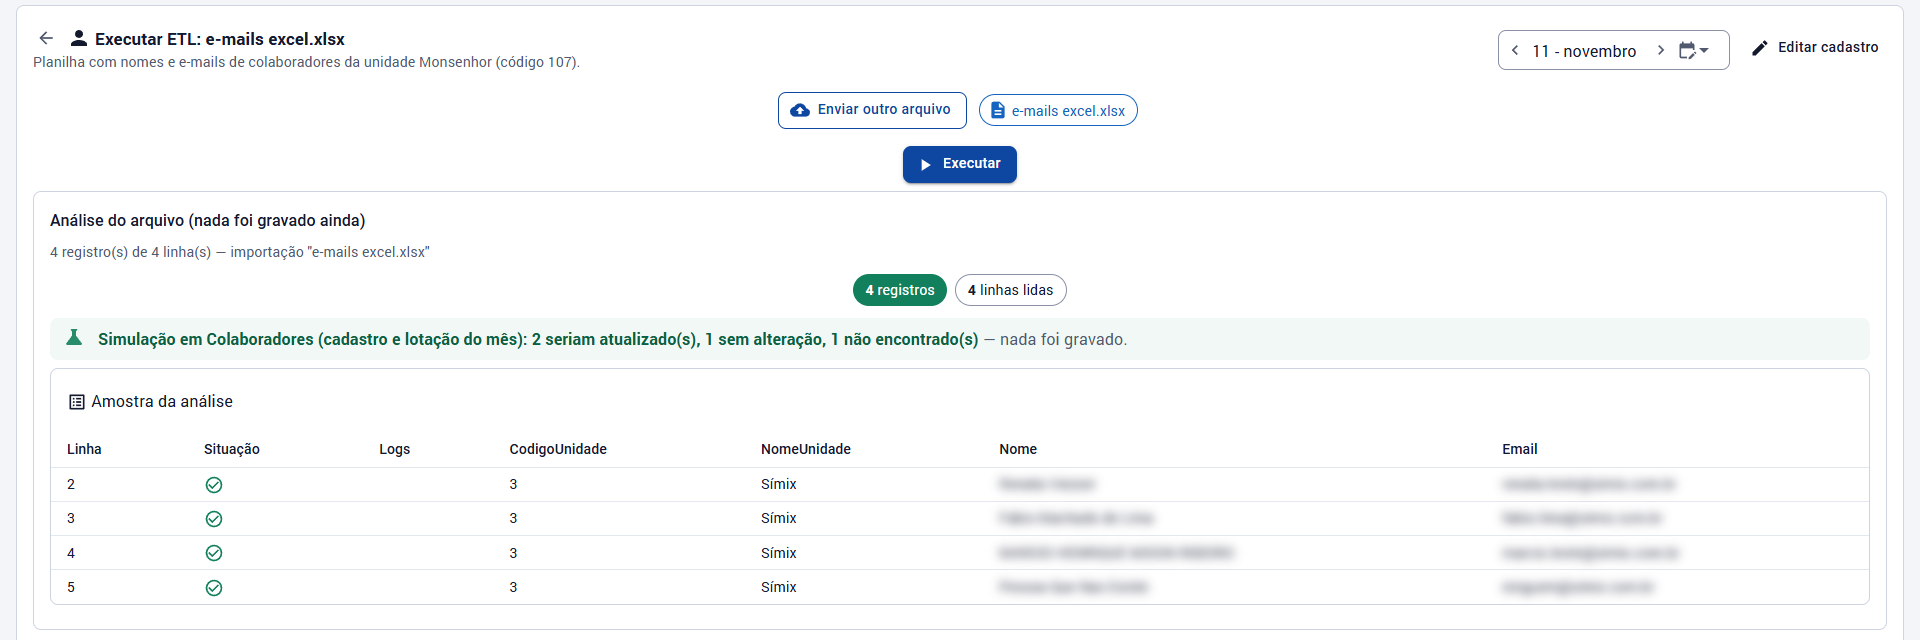 Executar ETL: e-mails excel.xlsx
Planilha com nomes e e-mails de colaboradores da unidade Monsenhor (código 107).
11 - novembro
Editar cadastro
Enviar outro arquivo
e-mails excel.xlsx
Executar
Análise do arquivo (nada foi gravado ainda)
4 registro(s) de 4 linha(s) — importação "e-mails excel.xlsx"
4 registros
4 linhas lidas
Simulação em Colaboradores (cadastro e lotação do mês): 2 seriam atualizado(s), 1 sem alteração, 1 não encontrado(s) — nada foi gravado.
Amostra da análise
Linha Situação Logs CodigoUnidade NomeUnidade Nome Email
2 3 Símix
3 3 Símix
4 3 Símix
5 3 Símix